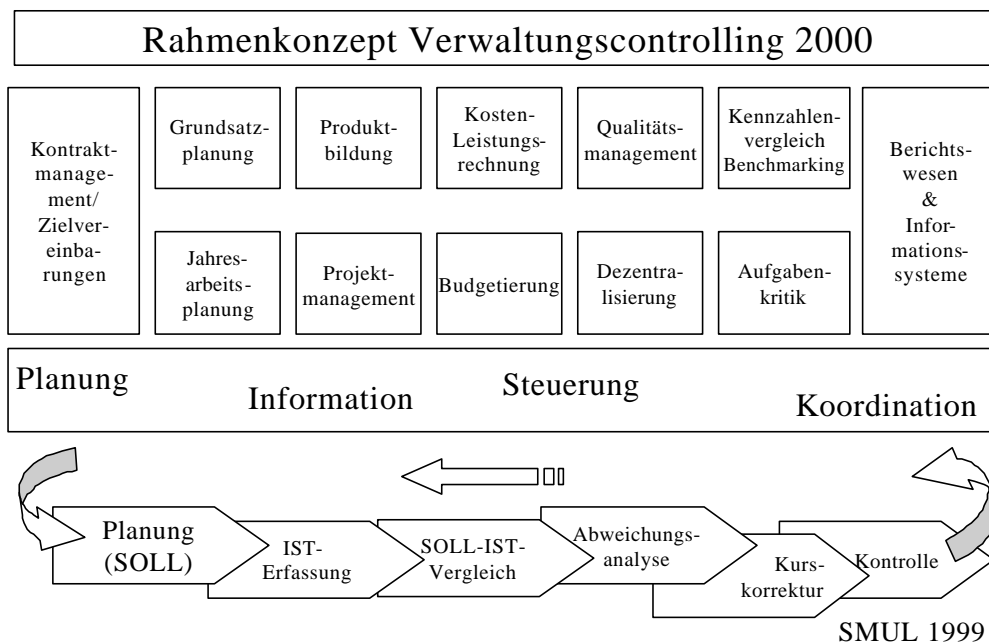 Rahmenkonzept Verwaltungscontrolling 2000
Kontrakt-
manage-
ment/
Zielver-
einba-
rungen
Grundsatz-
planung
Produkt-
bildung
Kosten-
Leistungs-
rechnung
Qualitäts-
management
Kennzahlen-
vergleich
Benchmarking
Berichts-
wesen
&
Infor-
mations-
systeme
Jahres-
arbeits-
planung
Projekt-
management
Budgetierung
Dezentra-
lisierung
Aufgaben-
kritik
Planung
Information
Steuerung
Koordination
Planung
(SOLL)
IST-
Erfassung
SOLL-IST-
Vergleich
Abweichungs-
analyse
Kurs-
korrektur
Kontrolle
SMUL 1999